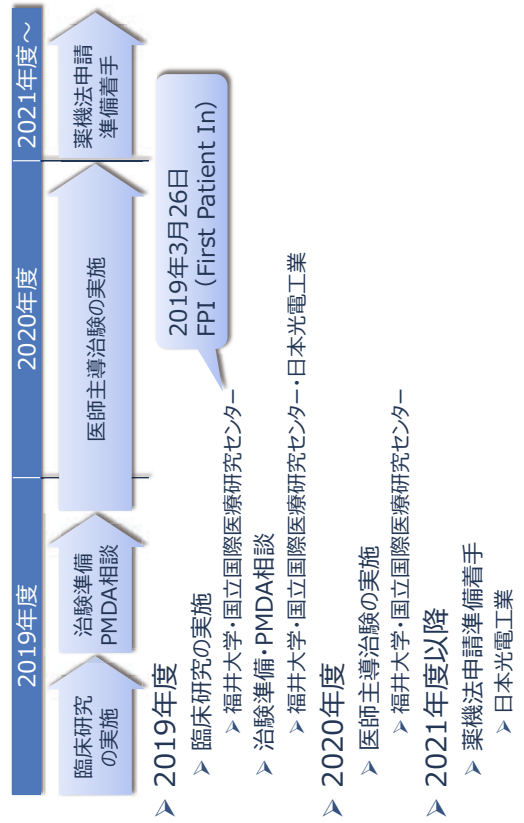 2019年度
2020年度
2021年度～
臨床研究
の実施
治験準備
PMDA相談
医師主導治験の実施
薬機法申請
準備着手
2019年3月26日
FPI（First Patient In）
➢ 2019年度
➢ 臨床研究の実施
➢ 福井大学・国立国際医療研究センター
➢ 治験準備・PMDA相談
➢ 福井大学・国立国際医療研究センター・日本光電工業
➢ 2020年度
➢ 医師主導治験の実施
➢ 福井大学・国立国際医療研究センター
➢ 2021年度以降
➢ 薬機法申請準備着手
➢ 日本光電工業